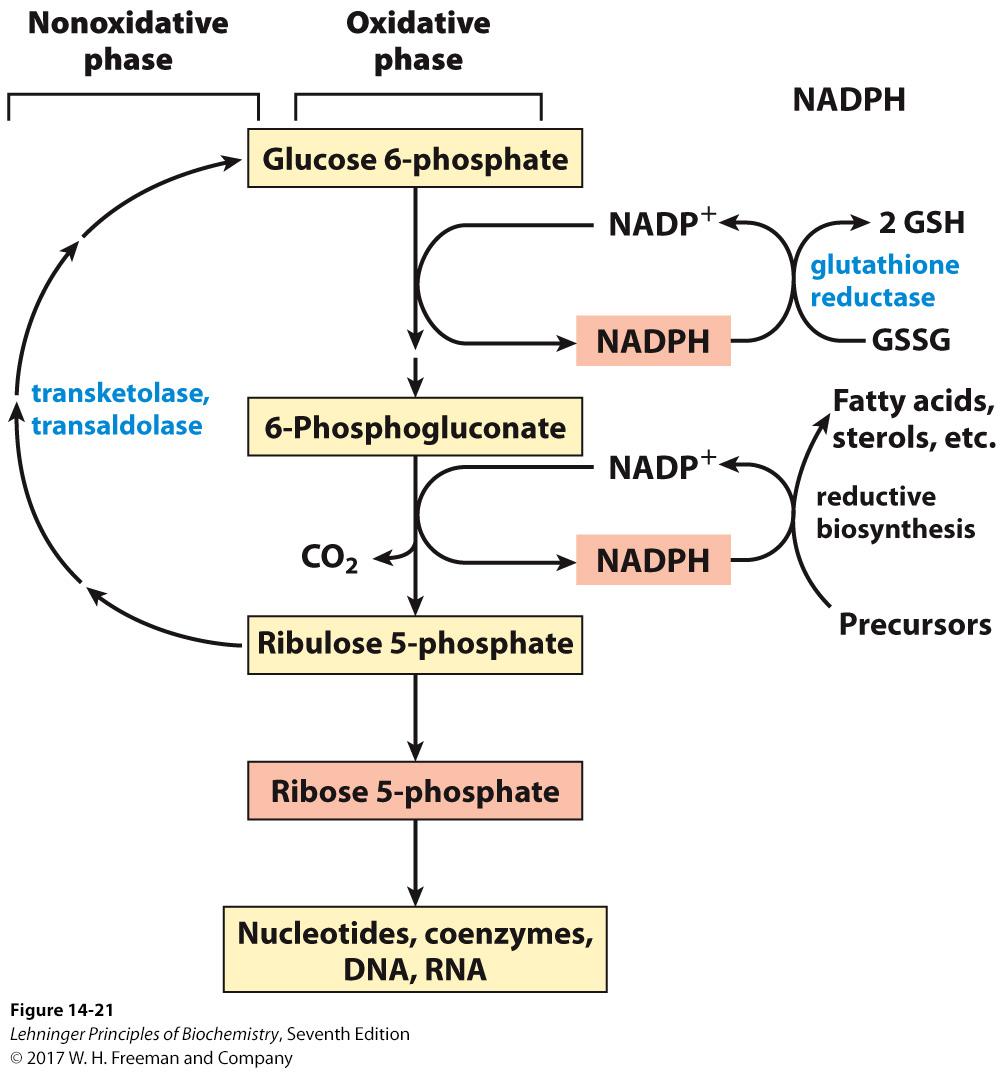 Nonoxidative
phase
Oxidative
phase
NADPH
Glucose 6-phosphate
NADP+
2 GSH
glutathione
reductase
NADPH
GSSG
transketolase,
transaldolase
6-Phosphogluconate
Fatty acids,
sterols, etc.
NADP+
reductive
biosynthesis
CO2
NADPH
Precursors
Ribulose 5-phosphate
Ribose 5-phosphate
Nucleotides, coenzymes,
DNA, RNA
Figure 14-21
Lehninger Principles of Biochemistry, Seventh Edition
© 2017 W. H. Freeman and Company